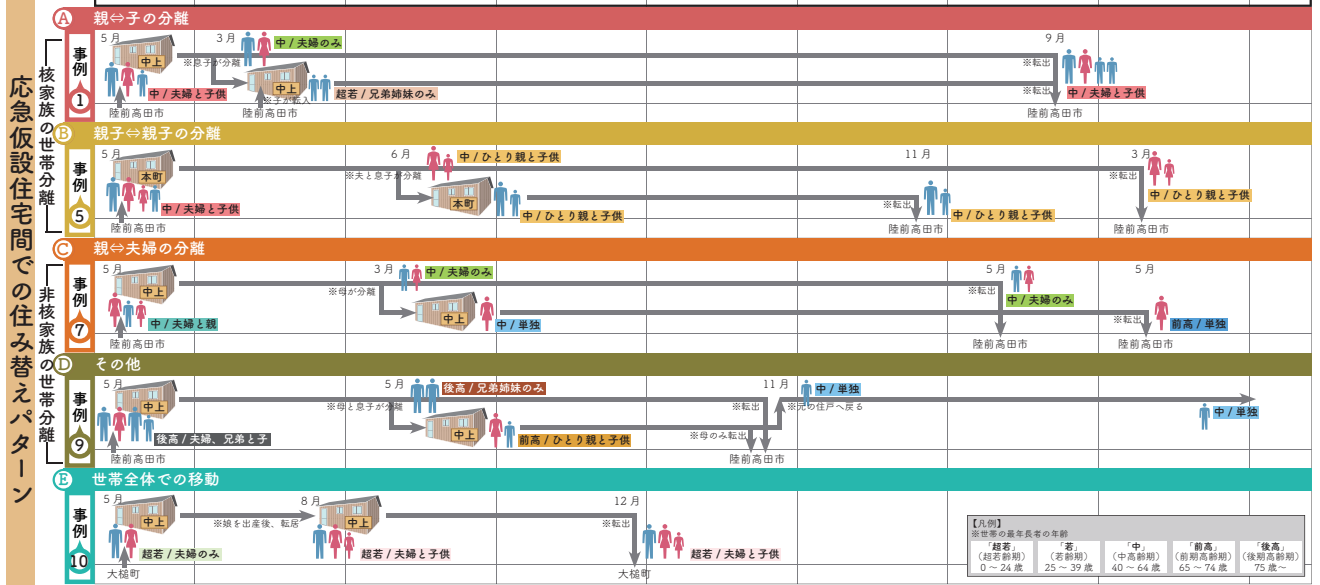 応急仮設住宅間での住み替えパターン
核家族の世帯分離
非核家族の世帯分離
A 親⇔子の分離
事例
1
5月
3月
中/夫婦のみ
9月
中上
※息子が分離
中上
※転出
中/夫婦と子供
※子が転入
超若/兄弟姉妹のみ
※転出
中/夫婦と子供
陸前高田市
陸前高田市
陸前高田市
B 親子⇔親子の分離
事例
5
5月
6月
中/ひとり親と子供
11月
3月
本町
※夫と息子が分離
本町
※転出
中/夫婦と子供
中/ひとり親と子供
※転出
中/ひとり親と子供
中/ひとり親と子供
陸前高田市
陸前高田市
陸前高田市
C 親⇔夫婦の分離
事例
7
5月
3月
中/夫婦のみ
5月
5月
中上
※母が分離
中上
※転出
中/夫婦のみ
中/夫婦と親
中/単独
※転出
前高/単独
陸前高田市
陸前高田市
陸前高田市
D その他
事例
9
5月
5月
後高/兄弟姉妹のみ
11月
中/単独
中上
※母と息子が分離
中上
※転出
※元の住戸へ戻る
中/単独
後高/夫婦、兄弟と子
前高/ひとり親と子供
※母のみ転出
陸前高田市
陸前高田市
E 世帯全体での移動
事例
10
5月
8月
12月
中上
※娘を出産後、転居
中上
※転出
超若/夫婦のみ
超若/夫婦と子供
超若/夫婦と子供
大槌町
大槌町
【凡例】
※世帯の最年長者の年齢
「超若」 「若」 「中」 「前高」 「後高」
(超若齢期) (若齢期) (中高齢期) (前期高齢期) (後期高齢期)
0～24歳 25～39歳 40～64歳 65～74歳 75歳～